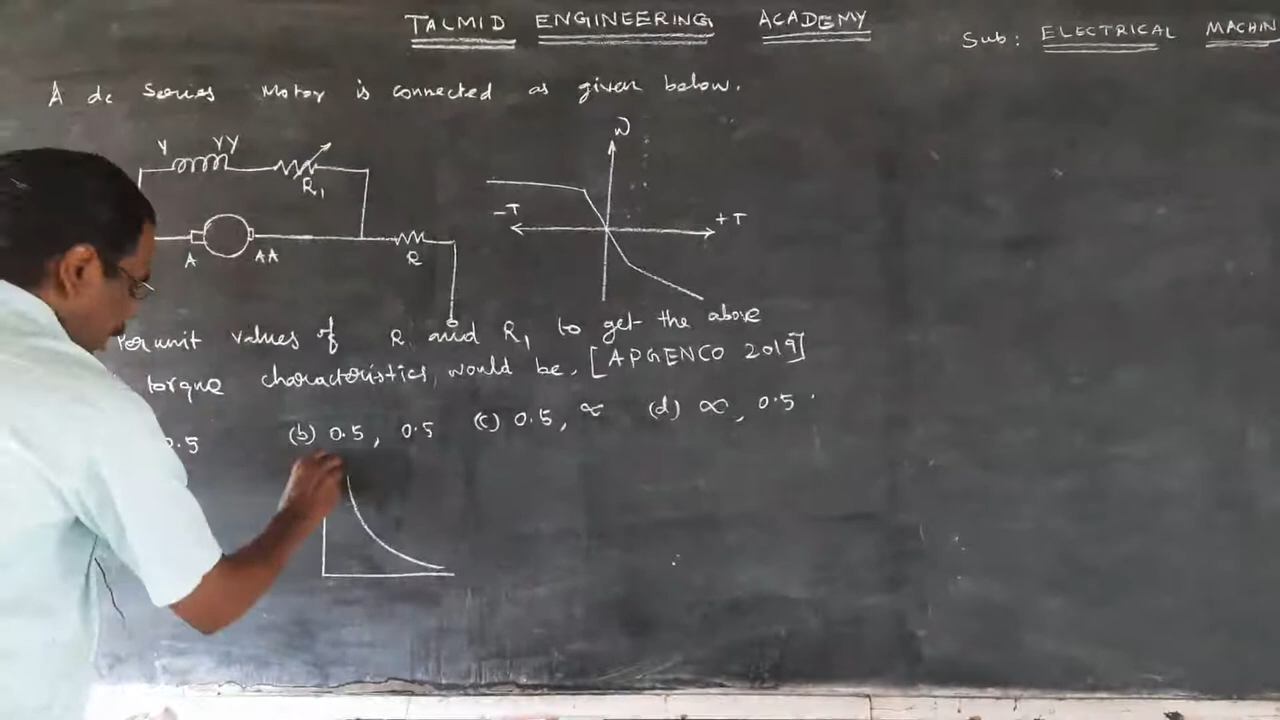 TALMID ENGINEERING ACADEMY
Sub: ELECTRICAL MACHIN
A dc Series Motor is connected as given below.
Y YY
R1
A AA
R
ω
-T +T
Per unit values of R and R1 to get the above
torque characteristics, would be. [APGENCO 2019]
0.5 (b) 0.5, 0.5 (c) 0.5, ∝ (d) ∞, 0.5.